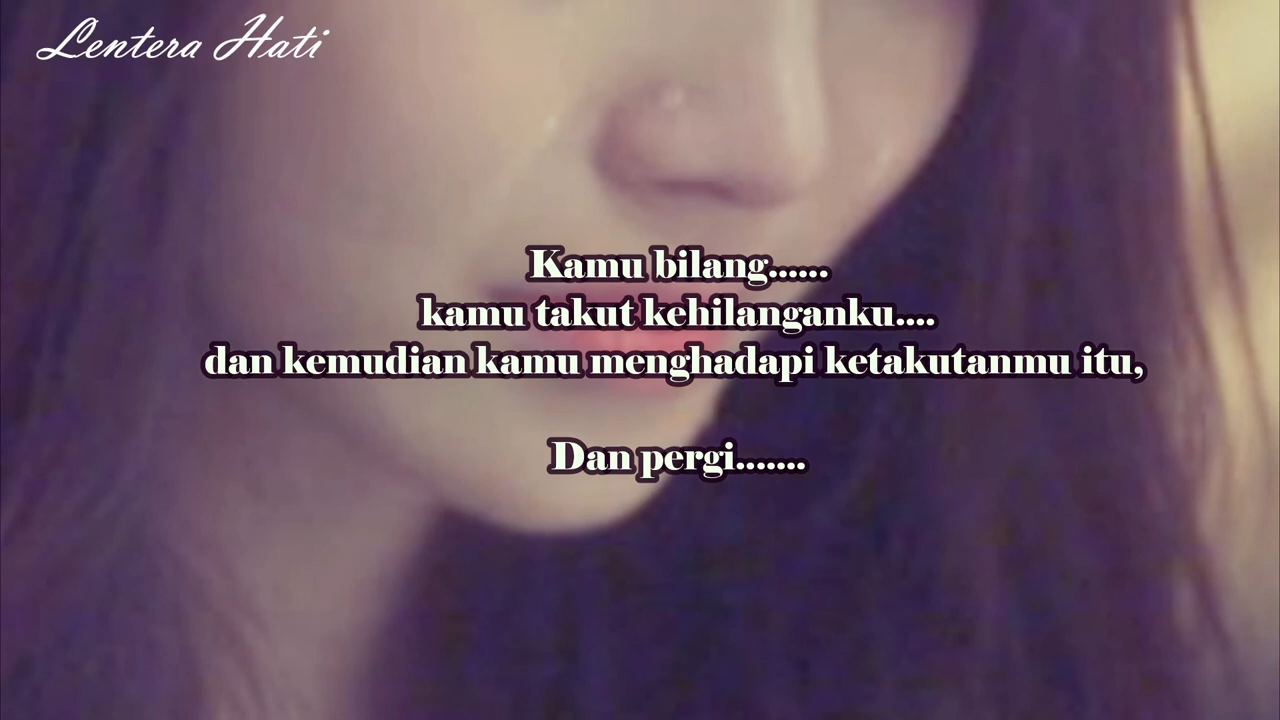 Lentera Hati
Kamu bilang......
kamu takut kehilanganku....
dan kemudian kamu menghadapi ketakutanmu itu,
Dan pergi.......